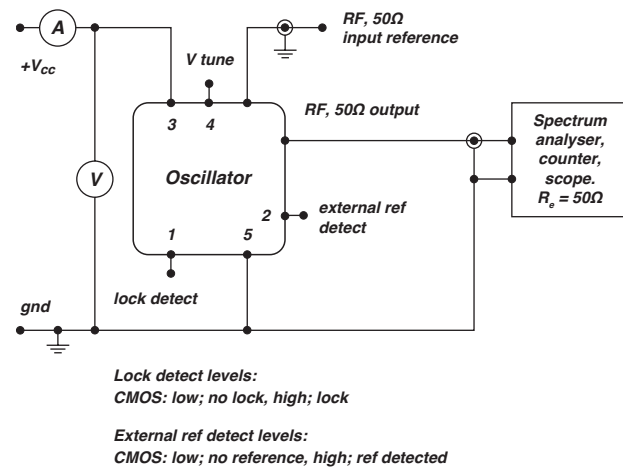 A
+Vcc
RF, 50Ω
input reference
V tune
3
4
RF, 50Ω output
Spectrum
analyser,
counter,
scope.
Re = 50Ω
V
Oscillator
2
external ref
detect
1
5
lock detect
gnd
Lock detect levels:
CMOS: low; no lock, high; lock
External ref detect levels:
CMOS: low; no reference, high; ref detected